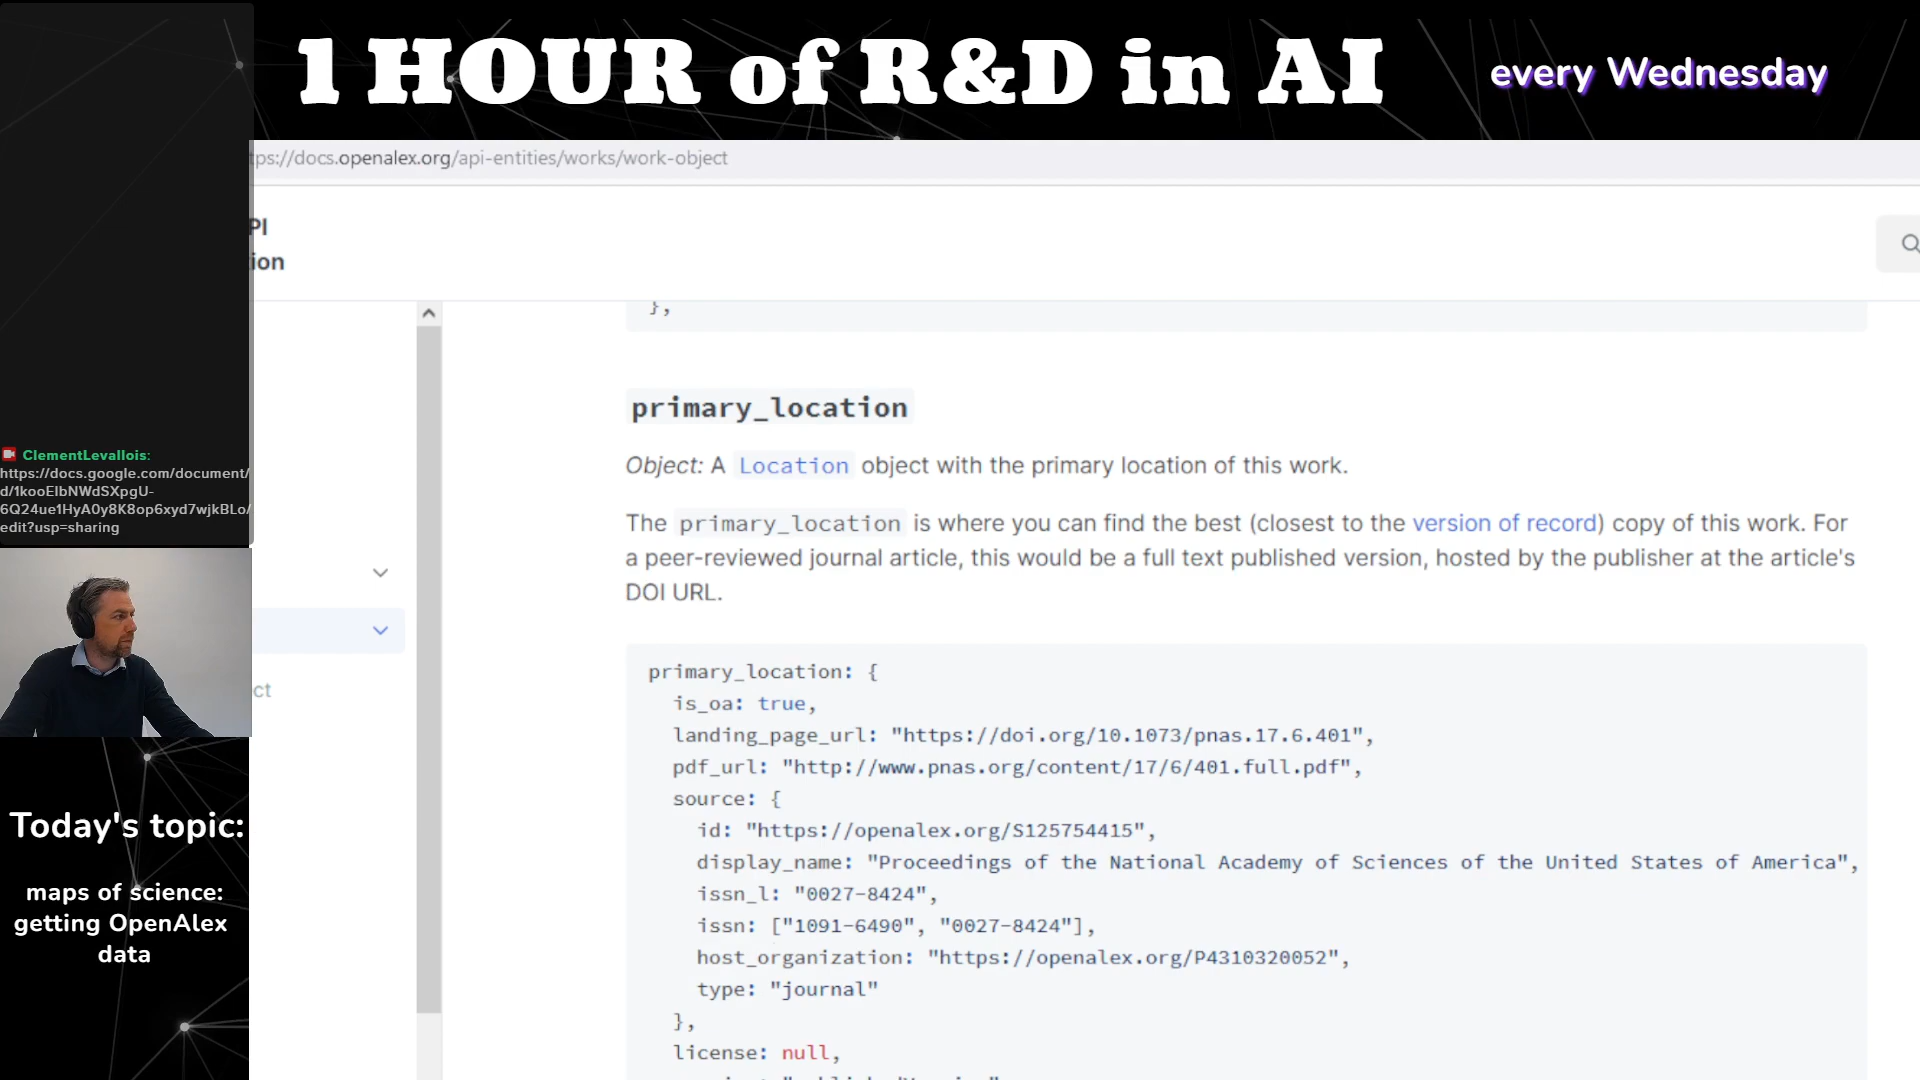 1 HOUR of R&D in AI
every Wednesday
tps://docs.openalex.org/api-entities/works/work-object
PI
ion
},
primary_location
Object: A Location object with the primary location of this work.
The primary_location is where you can find the best (closest to the version of record) copy of this work. For
a peer-reviewed journal article, this would be a full text published version, hosted by the publisher at the article's
DOI URL.
primary_location: {
is_oa: true,
landing_page_url: "https://doi.org/10.1073/pnas.17.6.401",
pdf_url: "http://www.pnas.org/content/17/6/401.full.pdf",
source: {
id: "https://openalex.org/S125754415",
display_name: "Proceedings of the National Academy of Sciences of the United States of America",
issn_l: "0027-8424",
issn: ["1091-6490", "0027-8424"],
host_organization: "https://openalex.org/P4310320052",
type: "journal"
},
license: null,
ct
ClementLevallois:
https://docs.google.com/document/
d/1kooEIbNWdSXpgU-
6Q24ue1HyA0y8K8op6xyd7wjkBLo/
edit?usp=sharing
Today's topic:
maps of science:
getting OpenAlex
data